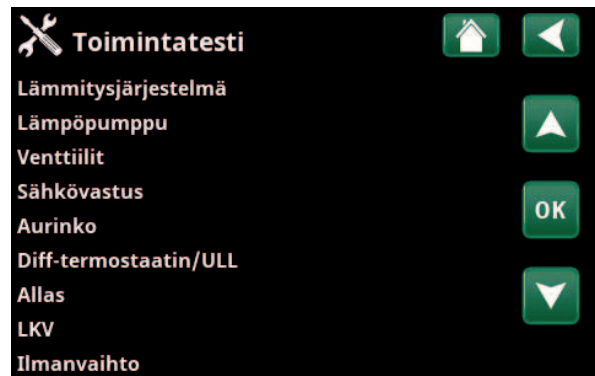 Toimintatesti
Lämmitysjärjestelmä
Lämpöpumppu
Venttiilit
Sähkövastus
OK
Aurinko
Diff-termostaatin/ULL
Allas
LKV
Ilmanvaihto